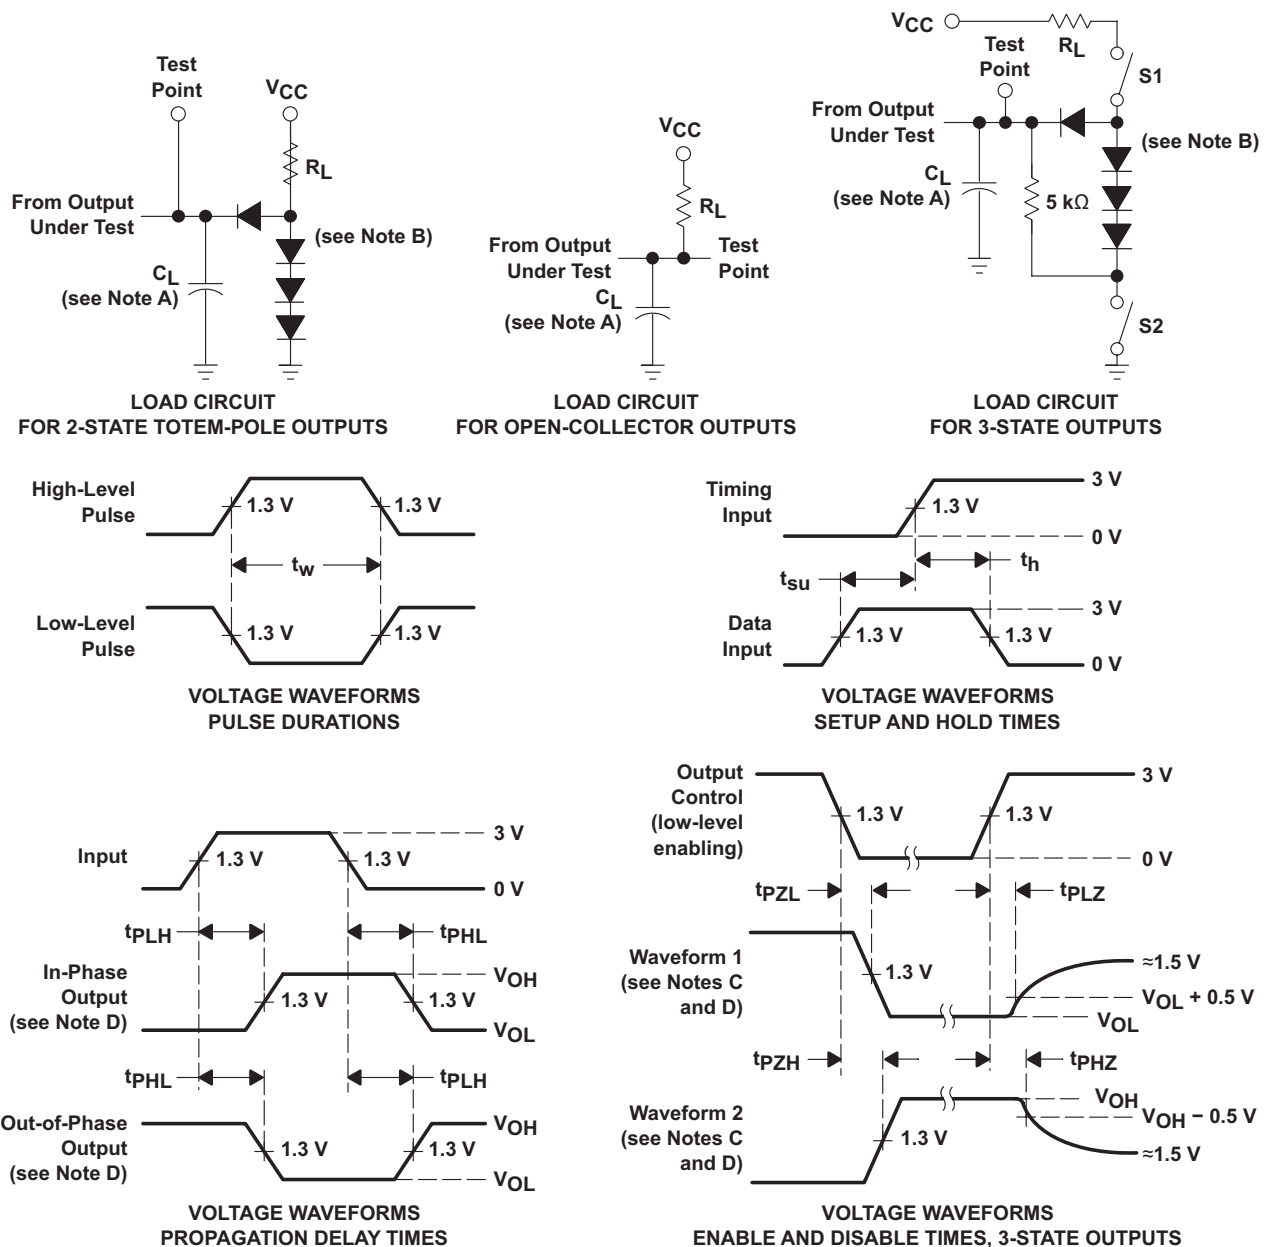 Test
Point
VCC
RL
From Output
Under Test
(see Note B)
CL
(see Note A)
LOAD CIRCUIT
FOR 2-STATE TOTEM-POLE OUTPUTS
VCC
RL
From Output
Under Test
Test
Point
CL
(see Note A)
LOAD CIRCUIT
FOR OPEN-COLLECTOR OUTPUTS
VCC
RL
Test
Point
S1
From Output
Under Test
(see Note B)
CL
(see Note A)
5 kΩ
S2
LOAD CIRCUIT
FOR 3-STATE OUTPUTS
High-Level
Pulse
1.3 V
1.3 V
tw
Low-Level
Pulse
1.3 V
1.3 V
VOLTAGE WAVEFORMS
PULSE DURATIONS
Timing
Input
1.3 V
3 V
0 V
tsu
th
Data
Input
1.3 V
1.3 V
3 V
0 V
VOLTAGE WAVEFORMS
SETUP AND HOLD TIMES
Input
1.3 V
1.3 V
3 V
0 V
tPLH
tPHL
In-Phase
Output
(see Note D)
1.3 V
1.3 V
VOH
VOL
tPHL
tPLH
Out-of-Phase
Output
(see Note D)
1.3 V
1.3 V
VOH
VOL
VOLTAGE WAVEFORMS
PROPAGATION DELAY TIMES
Output
Control
(low-level
enabling)
1.3 V
1.3 V
3 V
0 V
tPZL
tPLZ
Waveform 1
(see Notes C
and D)
1.3 V
≈1.5 V
VOL + 0.5 V
VOL
tPZH
tPHZ
Waveform 2
(see Notes C
and D)
1.3 V
VOH
VOH − 0.5 V
≈1.5 V
VOLTAGE WAVEFORMS
ENABLE AND DISABLE TIMES, 3-STATE OUTPUTS